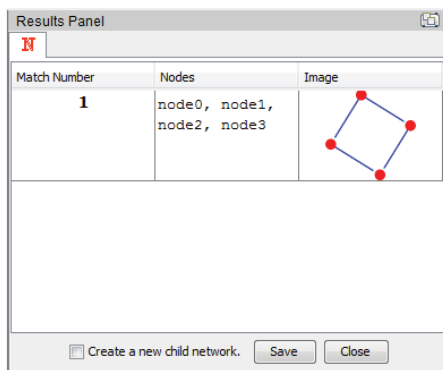 Results Panel
N
Match Number Nodes Image
1 node0, node1,
node2, node3
Create a new child network. Save Close